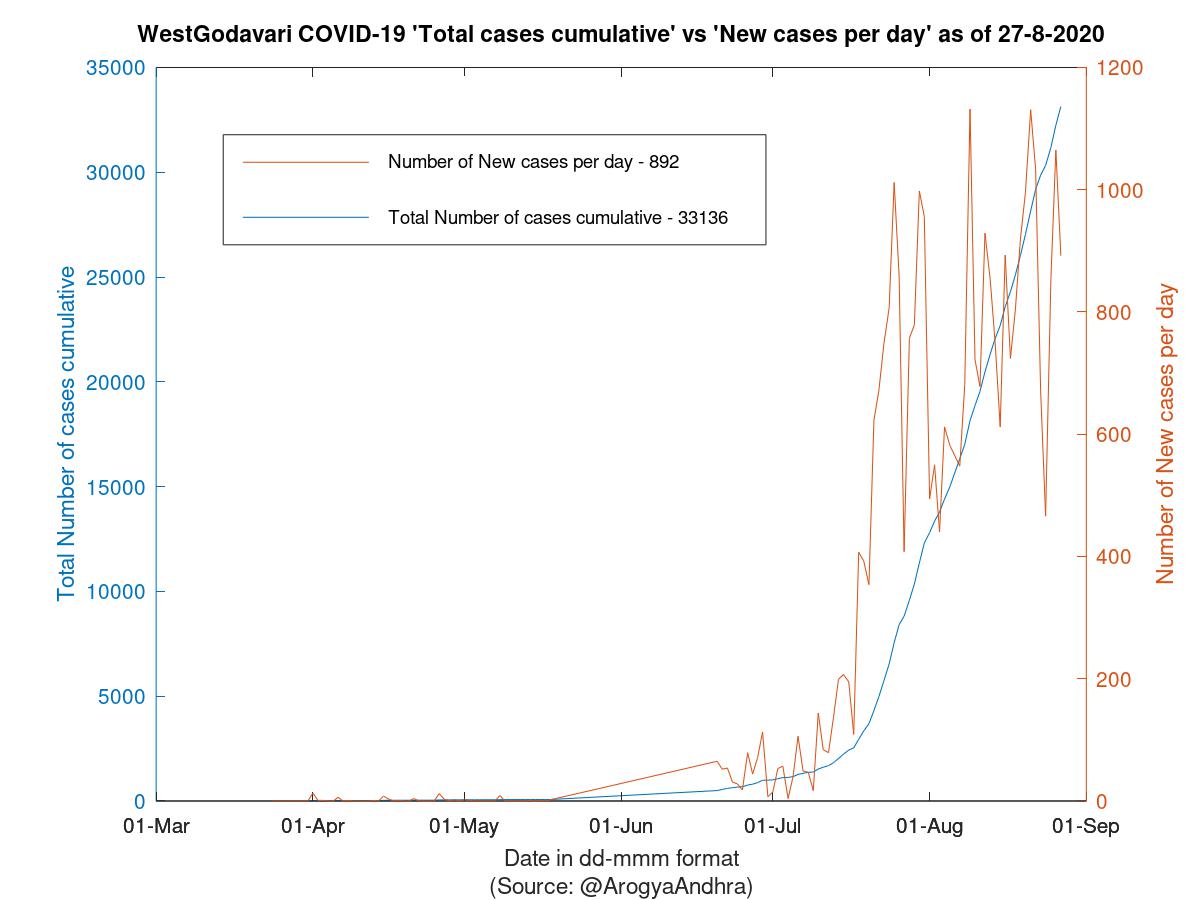 WestGodavari COVID-19 'Total cases cumulative' vs 'New cases per day' as of 27-8-2020
35000
30000
25000
20000
15000
10000
5000
0
Total Number of cases cumulative
Number of New cases per day - 892
Total Number of cases cumulative - 33136
1200
1000
800
600
400
200
0
Number of New cases per day
01-Mar 01-Apr 01-May 01-Jun 01-Jul 01-Aug 01-Sep
Date in dd-mmm format
(Source: @ArogyaAndhra)